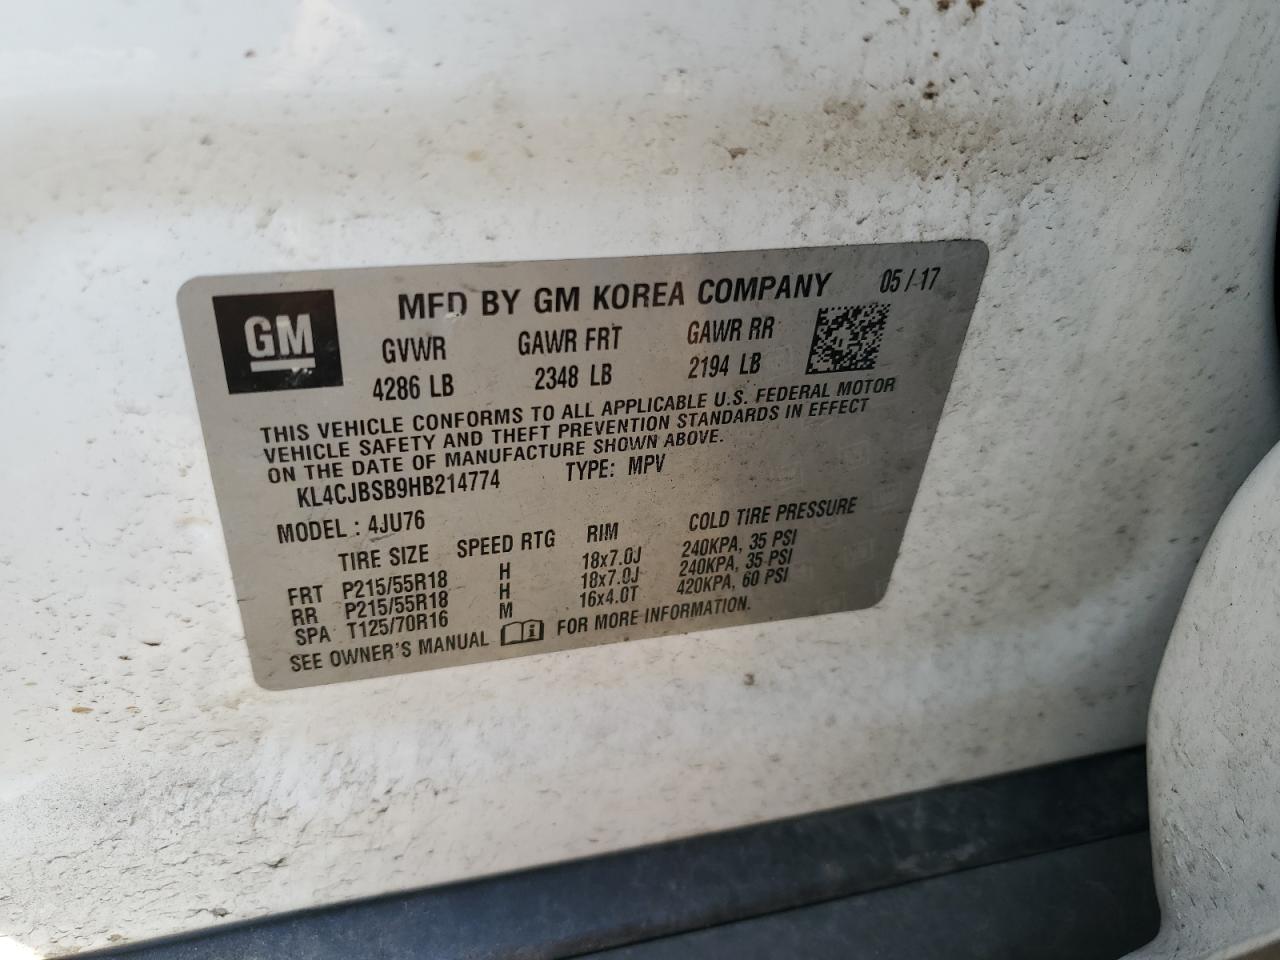 GM
MFD BY GM KOREA COMPANY 05/17
GVWR GAWR FRT GAWR RR
4286 LB 2348 LB 2194 LB
THIS VEHICLE CONFORMS TO ALL APPLICABLE U.S. FEDERAL MOTOR
VEHICLE SAFETY AND THEFT PREVENTION STANDARDS IN EFFECT
ON THE DATE OF MANUFACTURE SHOWN ABOVE.
KL4CJBSB9HB214774 TYPE: MPV
MODEL : 4JU76
TIRE SIZE SPEED RTG RIM COLD TIRE PRESSURE
FRT P215/55R18 H 18x7.0J 240KPA, 35 PSI
RR P215/55R18 H 18x7.0J 240KPA, 35 PSI
SPA T125/70R16 M 16x4.0T 420KPA, 60 PSI
SEE OWNER'S MANUAL FOR MORE INFORMATION.